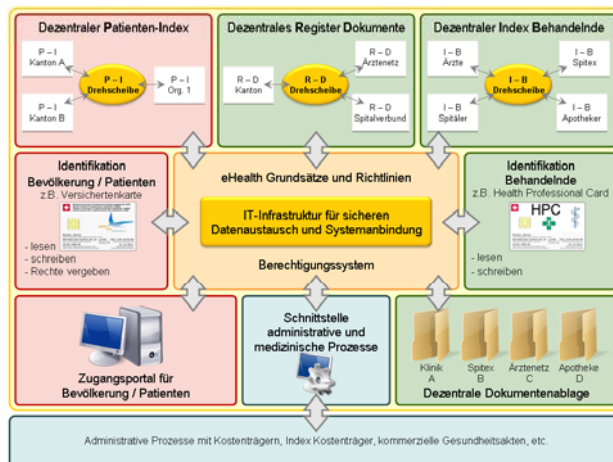 Dezentraler Patienten-Index
P – I
Kanton A
P – I
Drehscheibe
P – I
Org. 1
P – I
Kanton B
Dezentrales Register Dokumente
R – D
Ärztenetz
R – D
Kanton
R – D
Drehscheibe
R – D
Spitalverbund
Dezentraler Index Behandelnde
I – B
Ärzte
I – B
Spitex
I – B
Drehscheibe
I – B
Spitäler
I – B
Apotheker
Identifikation
Bevölkerung / Patienten
z.B. Versichertenkarte
- lesen
- schreiben
- Rechte vergeben
eHealth Grundsätze und Richtlinien
IT-Infrastruktur für sicheren
Datenaustausch und Systemanbindung
Berechtigungssystem
Identifikation
Behandelnde
z.B. Health Professional Card
HPC
- lesen
- schreiben
Zugangsportal für
Bevölkerung / Patienten
Schnittstelle
administrative und
medizinische Prozesse
Klinik
A
Spitex
B
Ärztenetz
C
Apotheke
D
Dezentrale Dokumentenablage
Administrative Prozesse mit Kostenträgern, Index Kostenträger, kommerzielle Gesundheitsakten, etc.